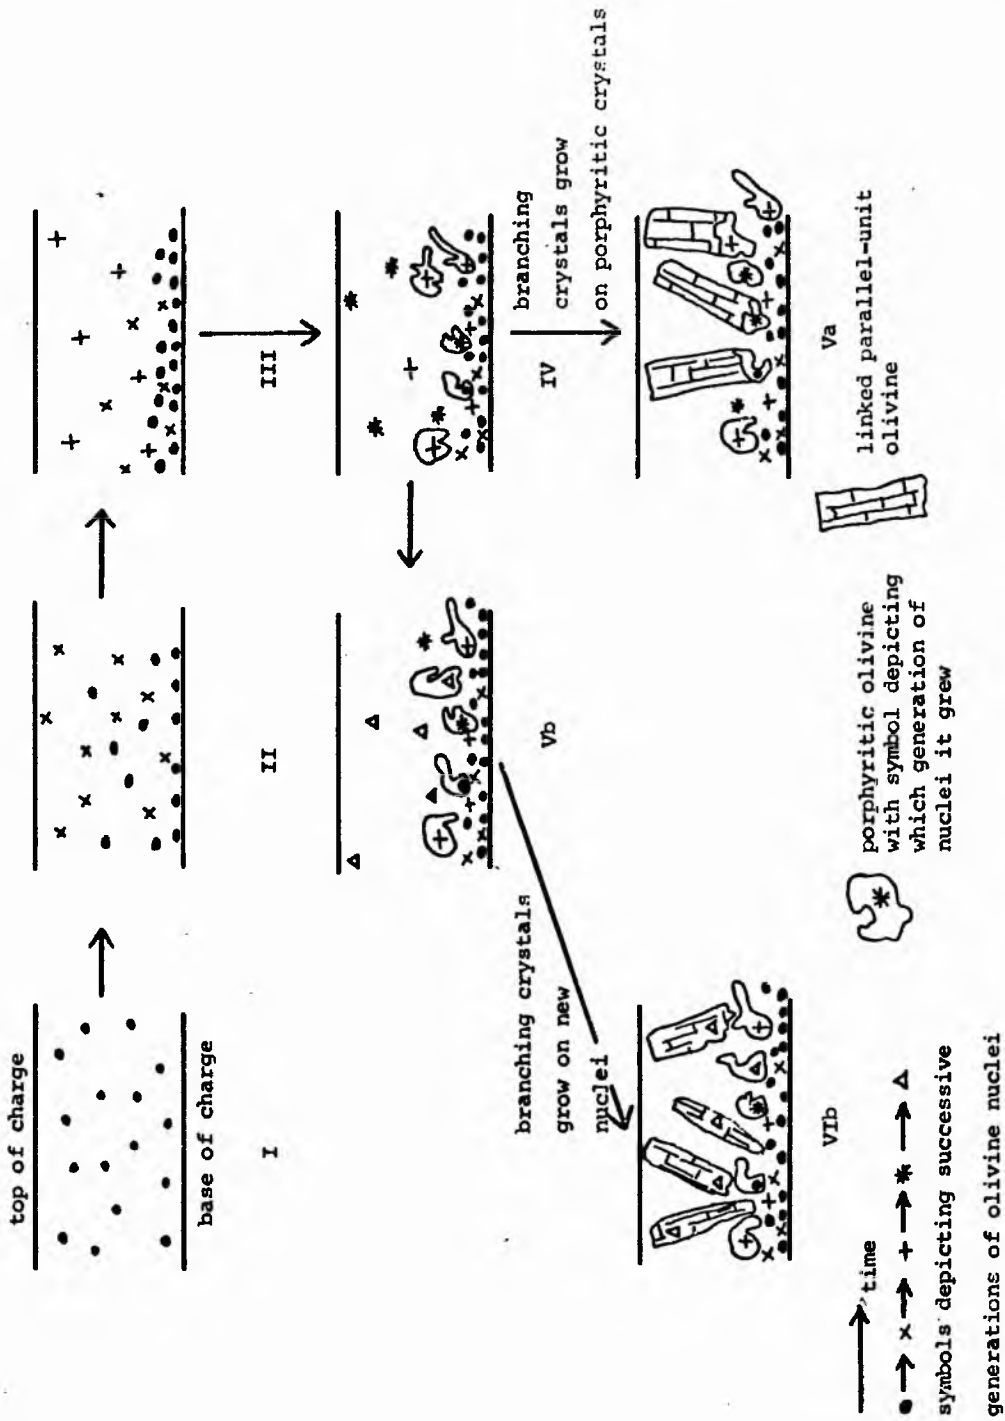 top of charge
base of charge
I
II
III
branching
crystals grow
on porphyritic crystals
IV
Vb
branching crystals
grow on new
nuclei
Va
VIb
time
symbols depicting successive
generations of olivine nuclei
porphyritic olivine
with symbol depicting
which generation of
nuclei it grew
linked parallel-unit
olivine